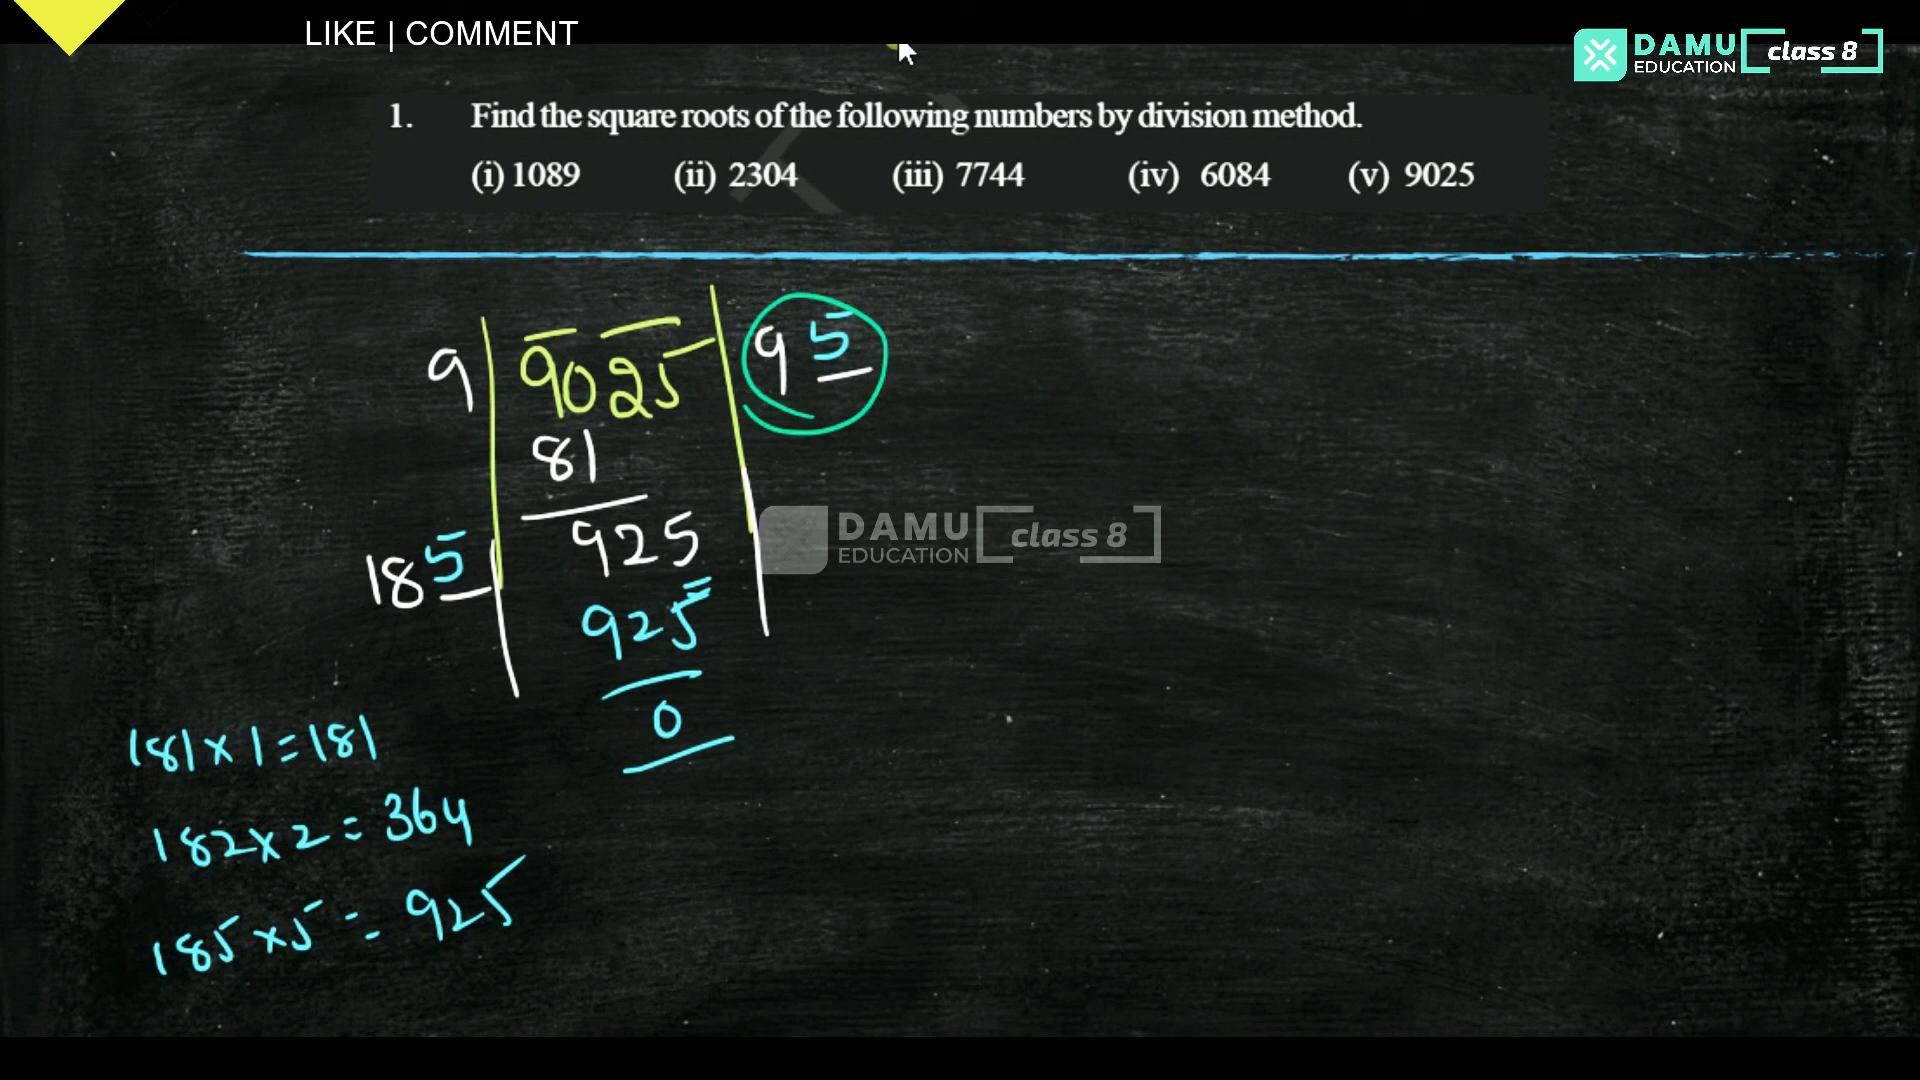 LIKE | COMMENT
DAMU
EDUCATION
class 8
1. Find the square roots of the following numbers by division method.
(i) 1089 (ii) 2304 (iii) 7744 (iv) 6084 (v) 9025
9 9025 95
81
185 925
925
0
DAMU
EDUCATION
class 8
181 × 1 = 181
182 × 2 = 364
185 × 5 = 925